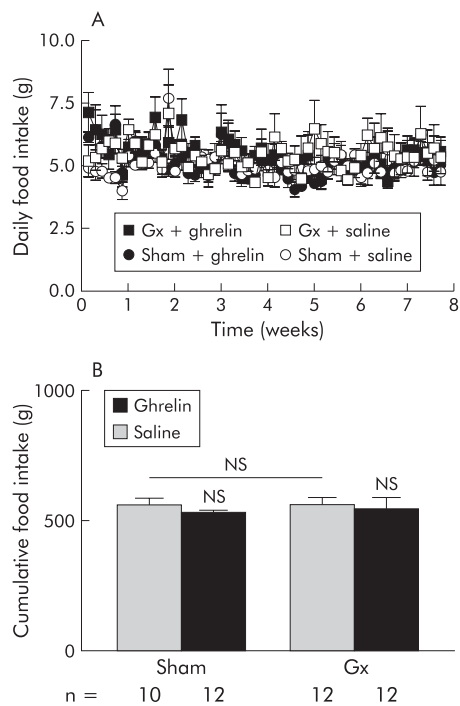 A
Daily food intake (g)
10.0
7.5
5.0
2.5
0.0
Gx + ghrelin
Gx + saline
Sham + ghrelin
Sham + saline
0 1 2 3 4 5 6 7 8
Time (weeks)
B
Cumulative food intake (g)
1000
500
0
Ghrelin
Saline
NS
NS
NS
Sham
Gx
n = 10 12 12 12